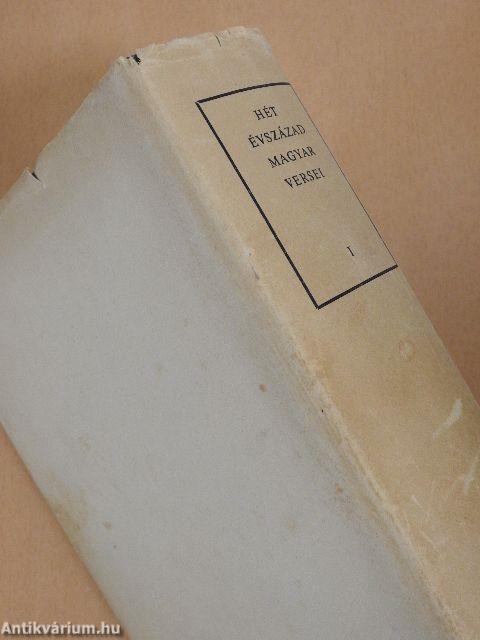 HÉT
ÉVSZÁZAD
MAGYAR
VERSEI
I
Antikvárium.hu